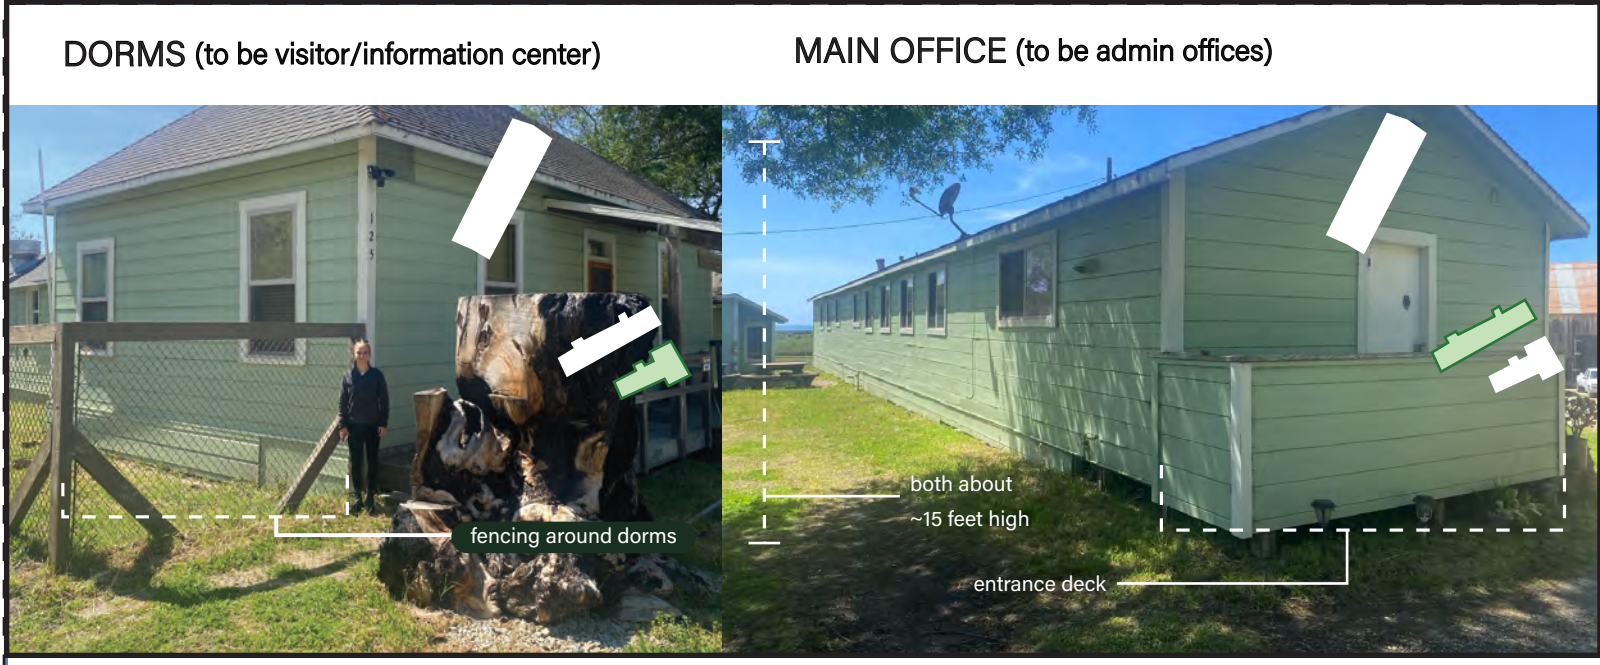 DORMS (to be visitor/information center)
MAIN OFFICE (to be admin offices)
125
fencing around dorms
both about
~15 feet high
entrance deck